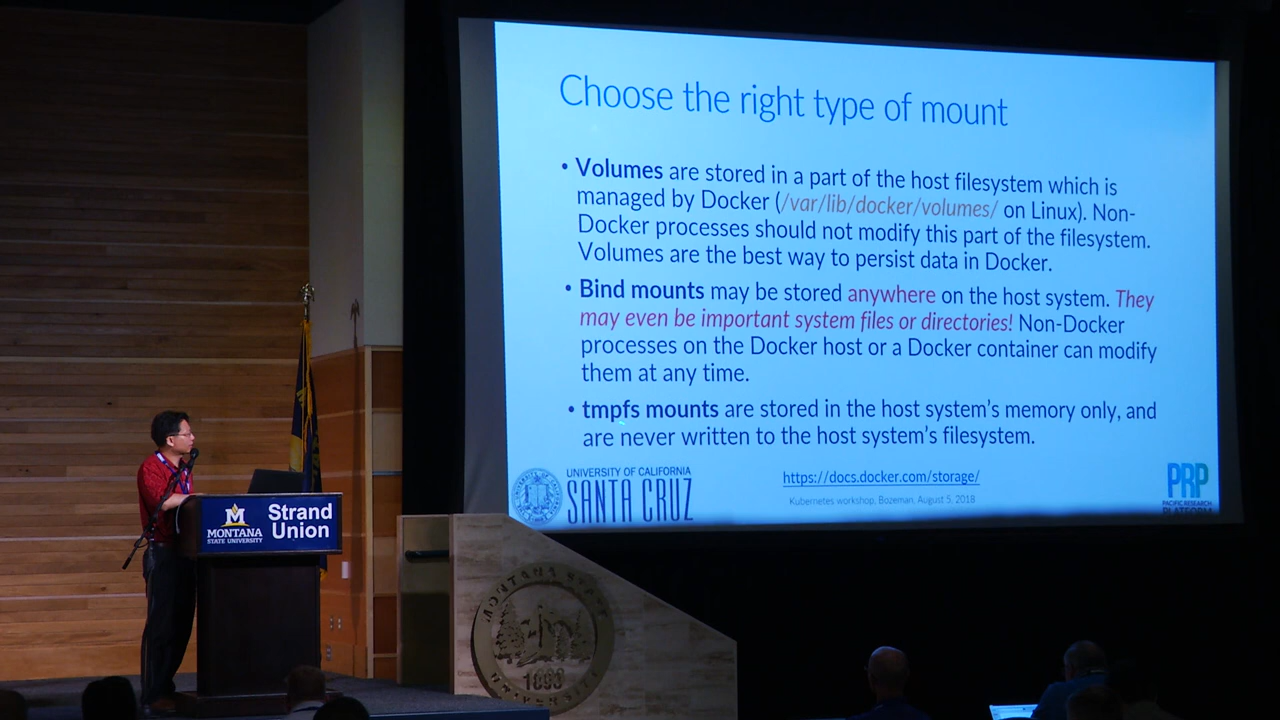 Choose the right type of mount
• Volumes are stored in a part of the host filesystem which is
managed by Docker (/var/lib/docker/volumes/ on Linux). Non-
Docker processes should not modify this part of the filesystem.
Volumes are the best way to persist data in Docker.
• Bind mounts may be stored anywhere on the host system. They
may even be important system files or directories! Non-Docker
processes on the Docker host or a Docker container can modify
them at any time.
• tmpfs mounts are stored in the host system's memory only, and
are never written to the host system's filesystem.
UNIVERSITY OF CALIFORNIA
SANTA CRUZ
https://docs.docker.com/storage/
Kubernetes workshop, Bozeman, August 5, 2018
PRP
PACIFIC RESEARCH
PLATFORM
M
MONTANA
STATE UNIVERSITY
Strand
Union
MONTANA STATE
UNIVERSITY
1893